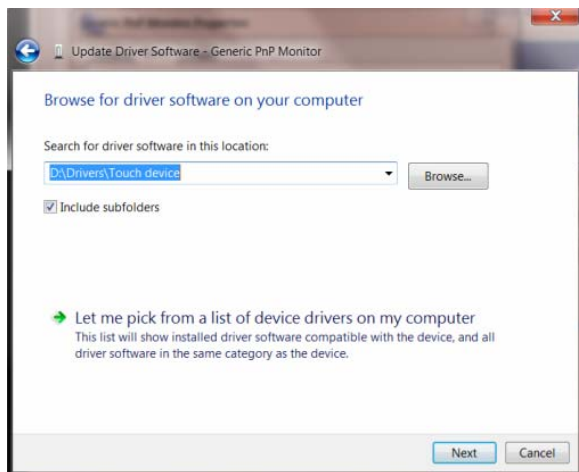 Update Driver Software - Generic PnP Monitor
Browse for driver software on your computer
Search for driver software in this location:
D:\Drivers\Touch device
Browse...
Include subfolders
Let me pick from a list of device drivers on my computer
This list will show installed driver software compatible with the device, and all
driver software in the same category as the device.
Next
Cancel